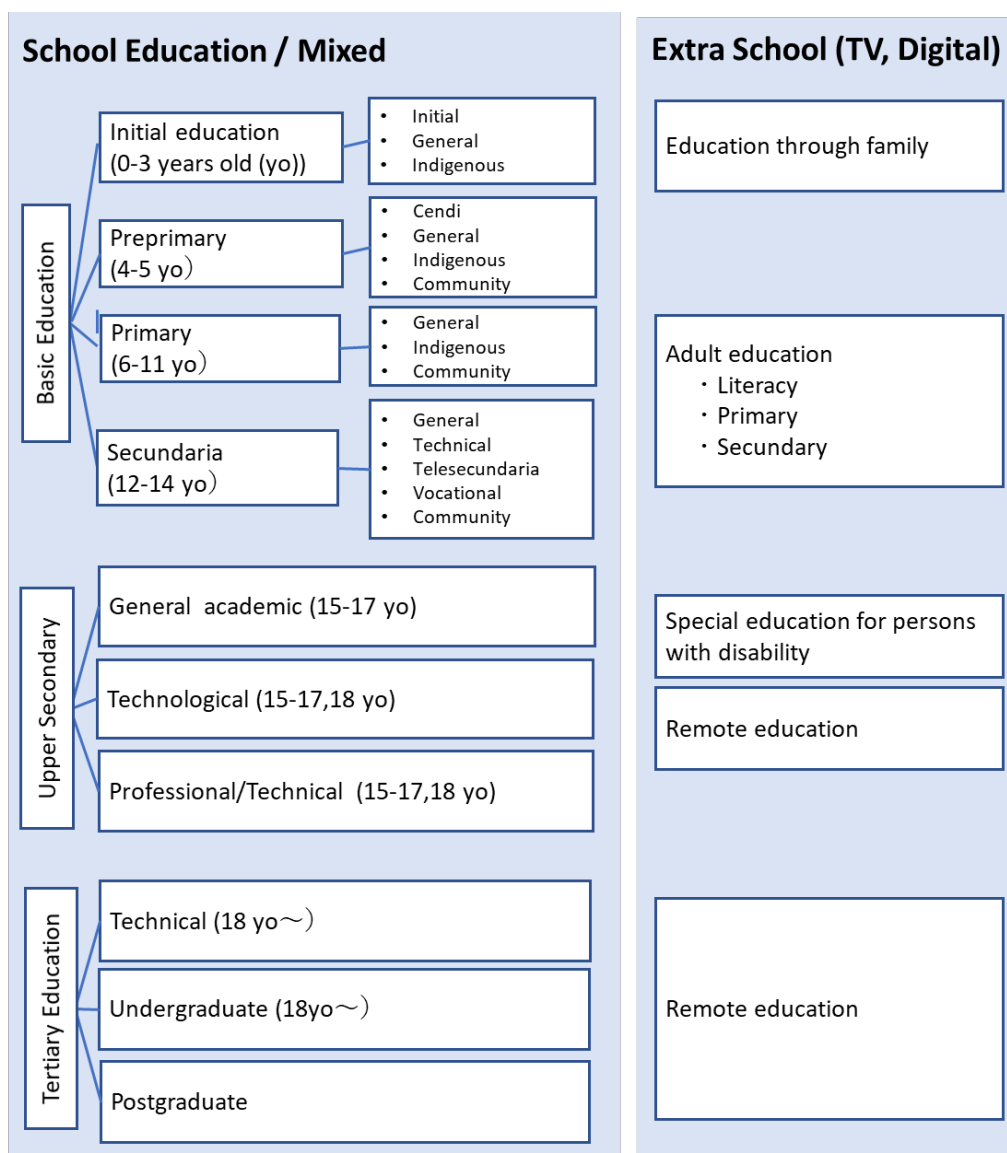 School Education / Mixed
Basic Education
Initial education
(0-3 years old (yo))
• Initial
• General
• Indigenous
Preprimary
(4-5 yo）
• Cendi
• General
• Indigenous
• Community
Primary
(6-11 yo）
• General
• Indigenous
• Community
Secundaria
(12-14 yo）
• General
• Technical
• Telesecundaria
• Vocational
• Community
Upper Secondary
General  academic (15-17 yo)
Technological (15-17,18 yo)
Professional/Technical  (15-17,18 yo)
Tertiary Education
Technical (18 yo～）
Undergraduate (18yo～）
Postgraduate
Extra School (TV, Digital)
Education through family
Adult education
・Literacy
・Primary
・Secundary
Special education for persons
with disability
Remote education
Remote education